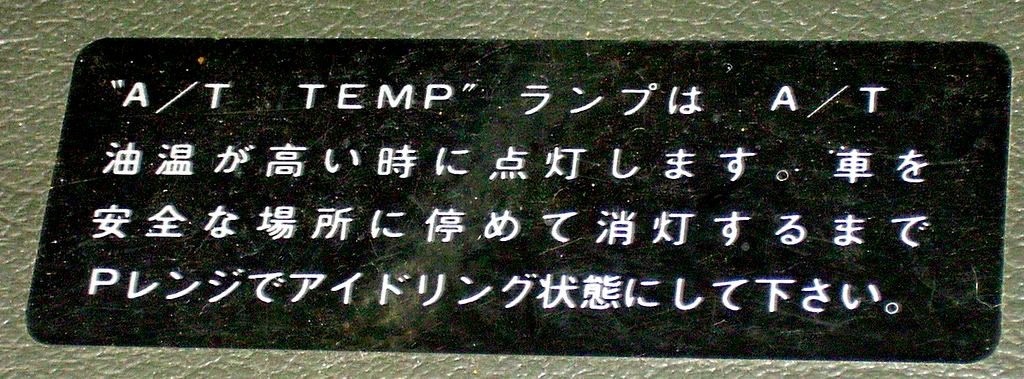 "A/T TEMP" ランプは A/T
油温が高い時に点灯します。車を
安全な場所に停めて消灯するまで
Pレンジでアイドリング状態にして下さい。